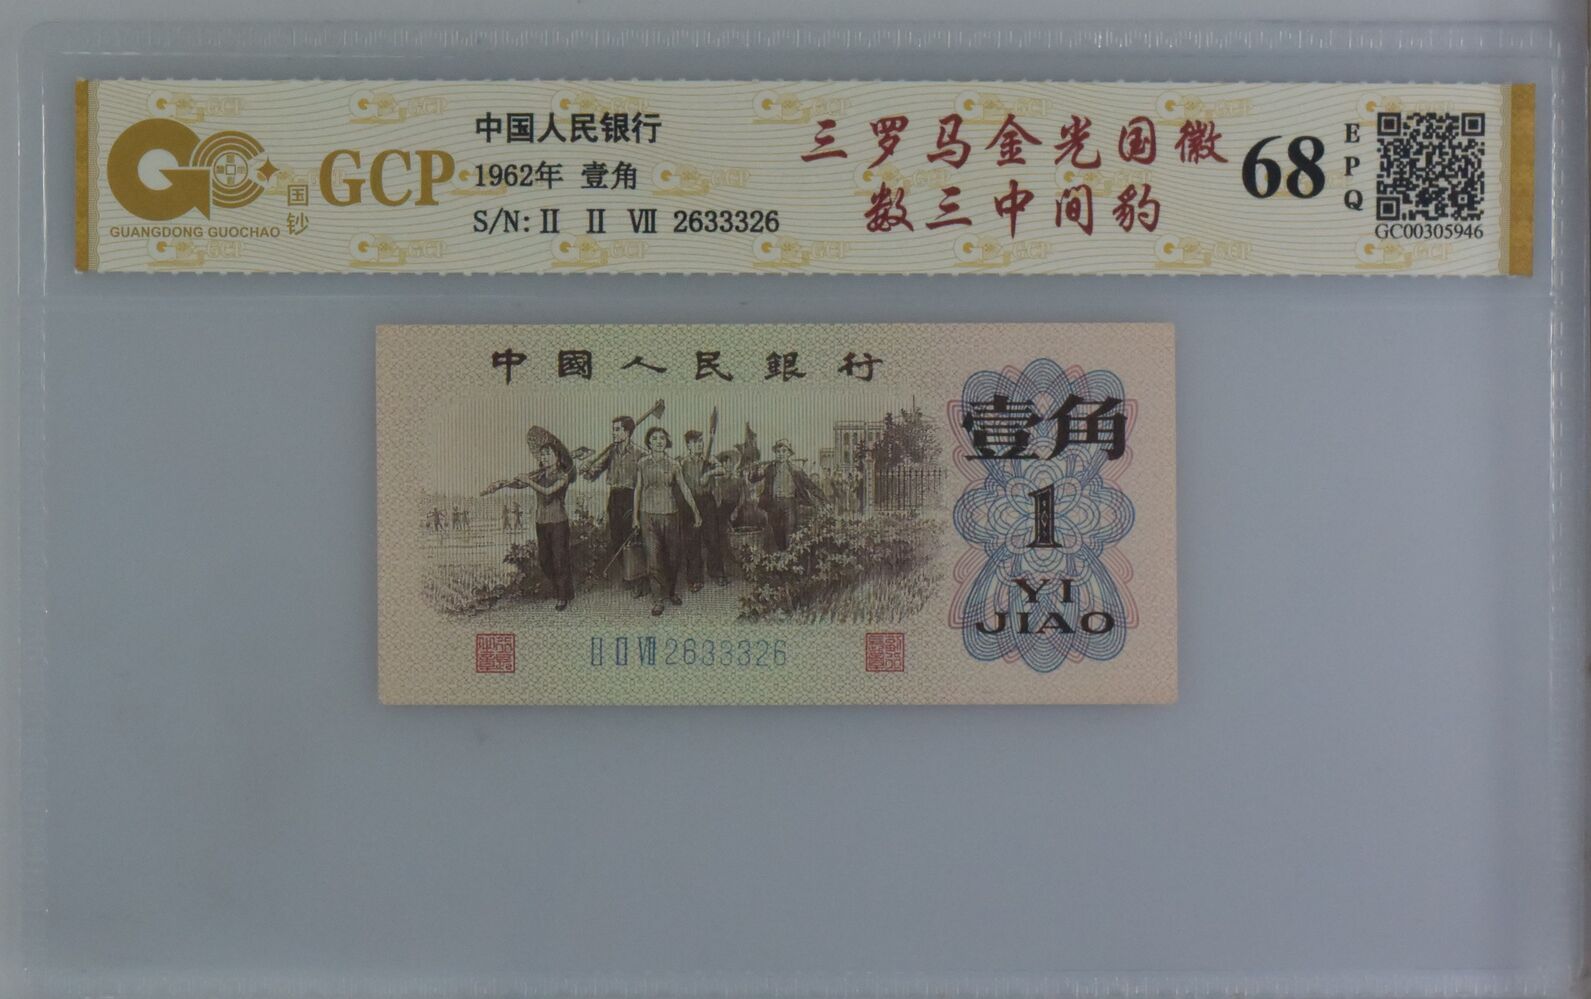 GCP
国钞
GUANGDONG GUOCHAO
中国人民银行
1962年 壹角
S/N: Ⅱ Ⅱ Ⅶ 2633326
三罗马金光国徽
数三中间豹
68
EPQ
GC00305946
中國人民銀行
壹角
1
YI
JIAO
Ⅱ Ⅱ Ⅶ 2633326